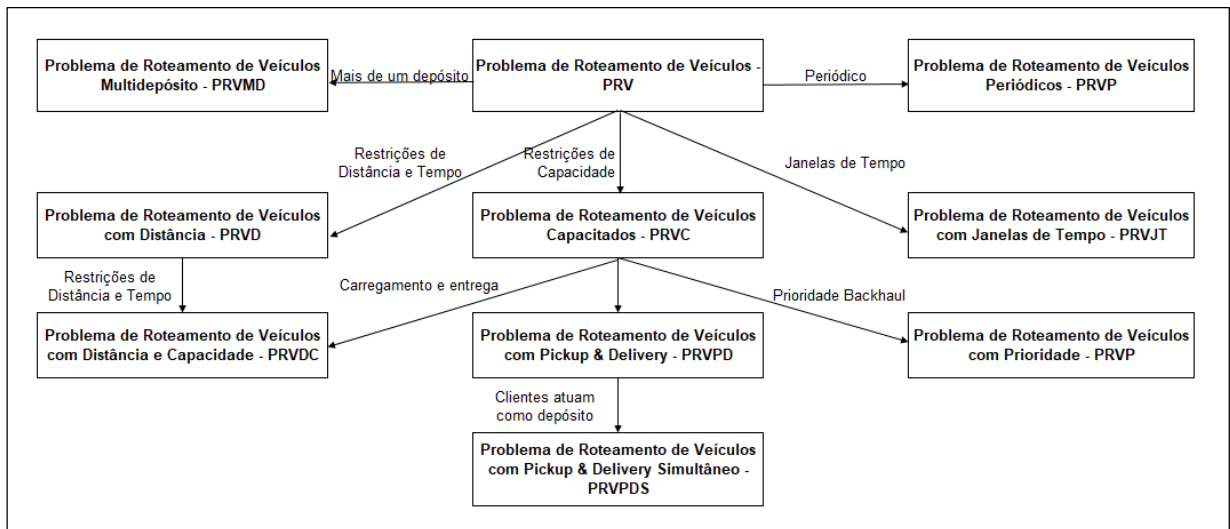 Problema de Roteamento de Veículos
Multidepósito - PRVMD
Mais de um depósito
Problema de Roteamento de Veículos -
PRV
Periódico
Problema de Roteamento de Veículos
Periódicos - PRVP
Restrições de
Distância e Tempo
Restrições de
Capacidade
Janelas de Tempo
Problema de Roteamento de Veículos
com Distância - PRVD
Problema de Roteamento de Veículos
Capacitados - PRVC
Problema de Roteamento de Veículos
com Janelas de Tempo - PRVJT
Restrições de
Distância e Tempo
Carregamento e entrega
Prioridade Backhaul
Problema de Roteamento de Veículos
com Distância e Capacidade - PRVDC
Problema de Roteamento de Veículos
com Pickup & Delivery - PRVPD
Problema de Roteamento de Veículos
com Prioridade - PRVP
Clientes atuam
como depósito
Problema de Roteamento de Veículos
com Pickup & Delivery Simultâneo -
PRVPDS